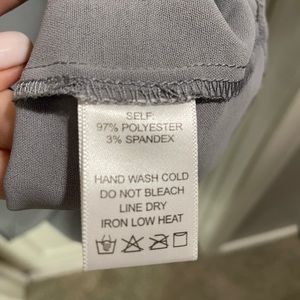 SELF:
97% POLYESTER
3% SPANDEX
HAND WASH COLD
DO NOT BLEACH
LINE DRY
IRON LOW HEAT